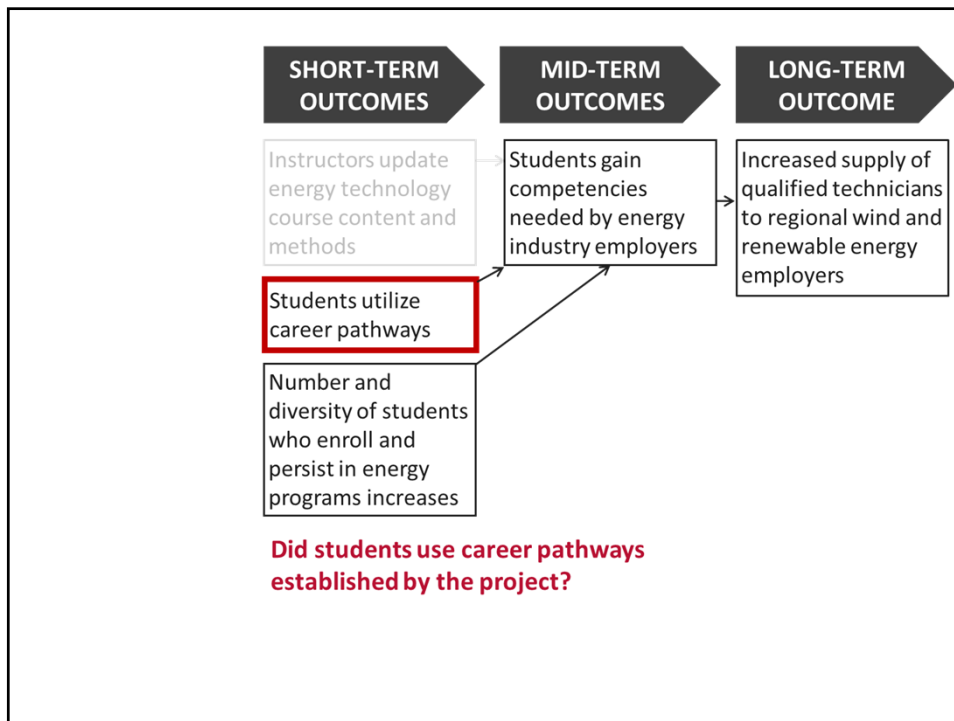 SHORT-TERM
OUTCOMES
MID-TERM
OUTCOMES
LONG-TERM
OUTCOME
Instructors update
energy technology
course content and
methods
Students gain
competencies
needed by energy
industry employers
Increased supply of
qualified technicians
to regional wind and
renewable energy
employers
Students utilize
career pathways
Number and
diversity of students
who enroll and
persist in energy
programs increases
Did students use career pathways
established by the project?